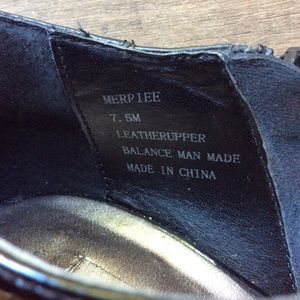 MERPIEE
7.5M
LEATHERUPPER
BALANCE MAN MADE
MADE IN CHINA